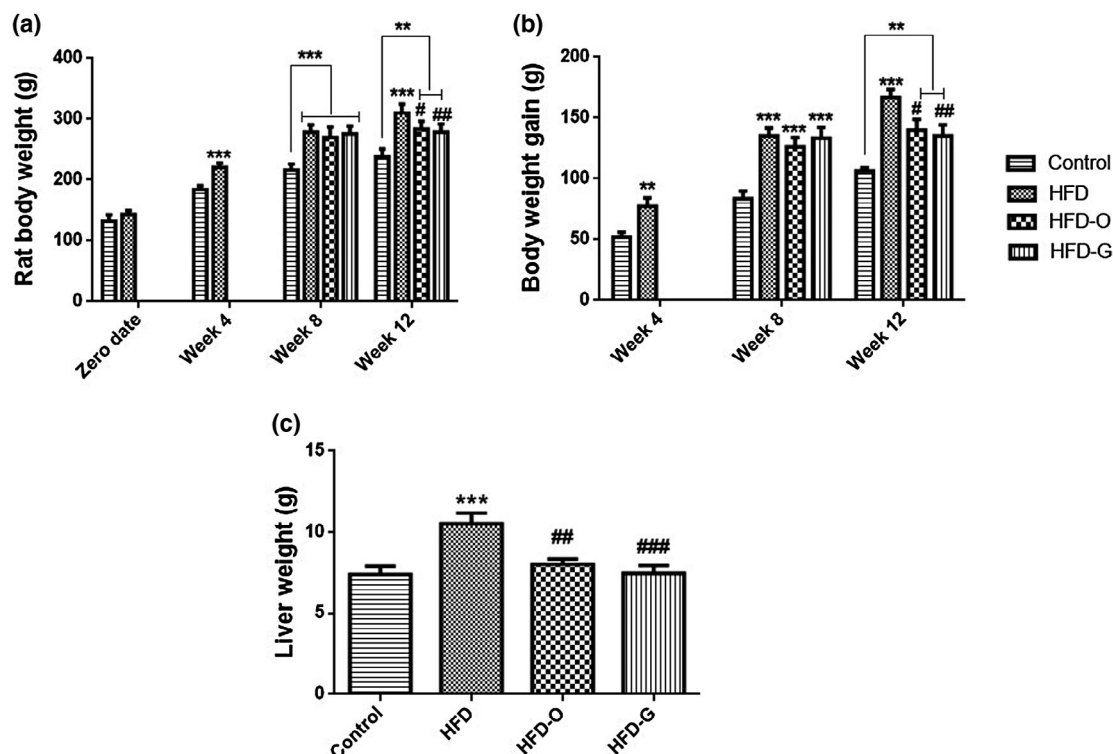 (a)
Rat body weight (g)
400
300
200
100
0
***
***
***
**
***
#
##
Zero date
Week 4
Week 8
Week 12
(b)
Body weight gain (g)
200
150
100
50
0
**
***
***
***
**
***
#
##
Week 4
Week 8
Week 12
Control
HFD
HFD-O
HFD-G
(c)
Liver weight (g)
15
10
5
0
***
##
###
Control
HFD
HFD-O
HFD-G